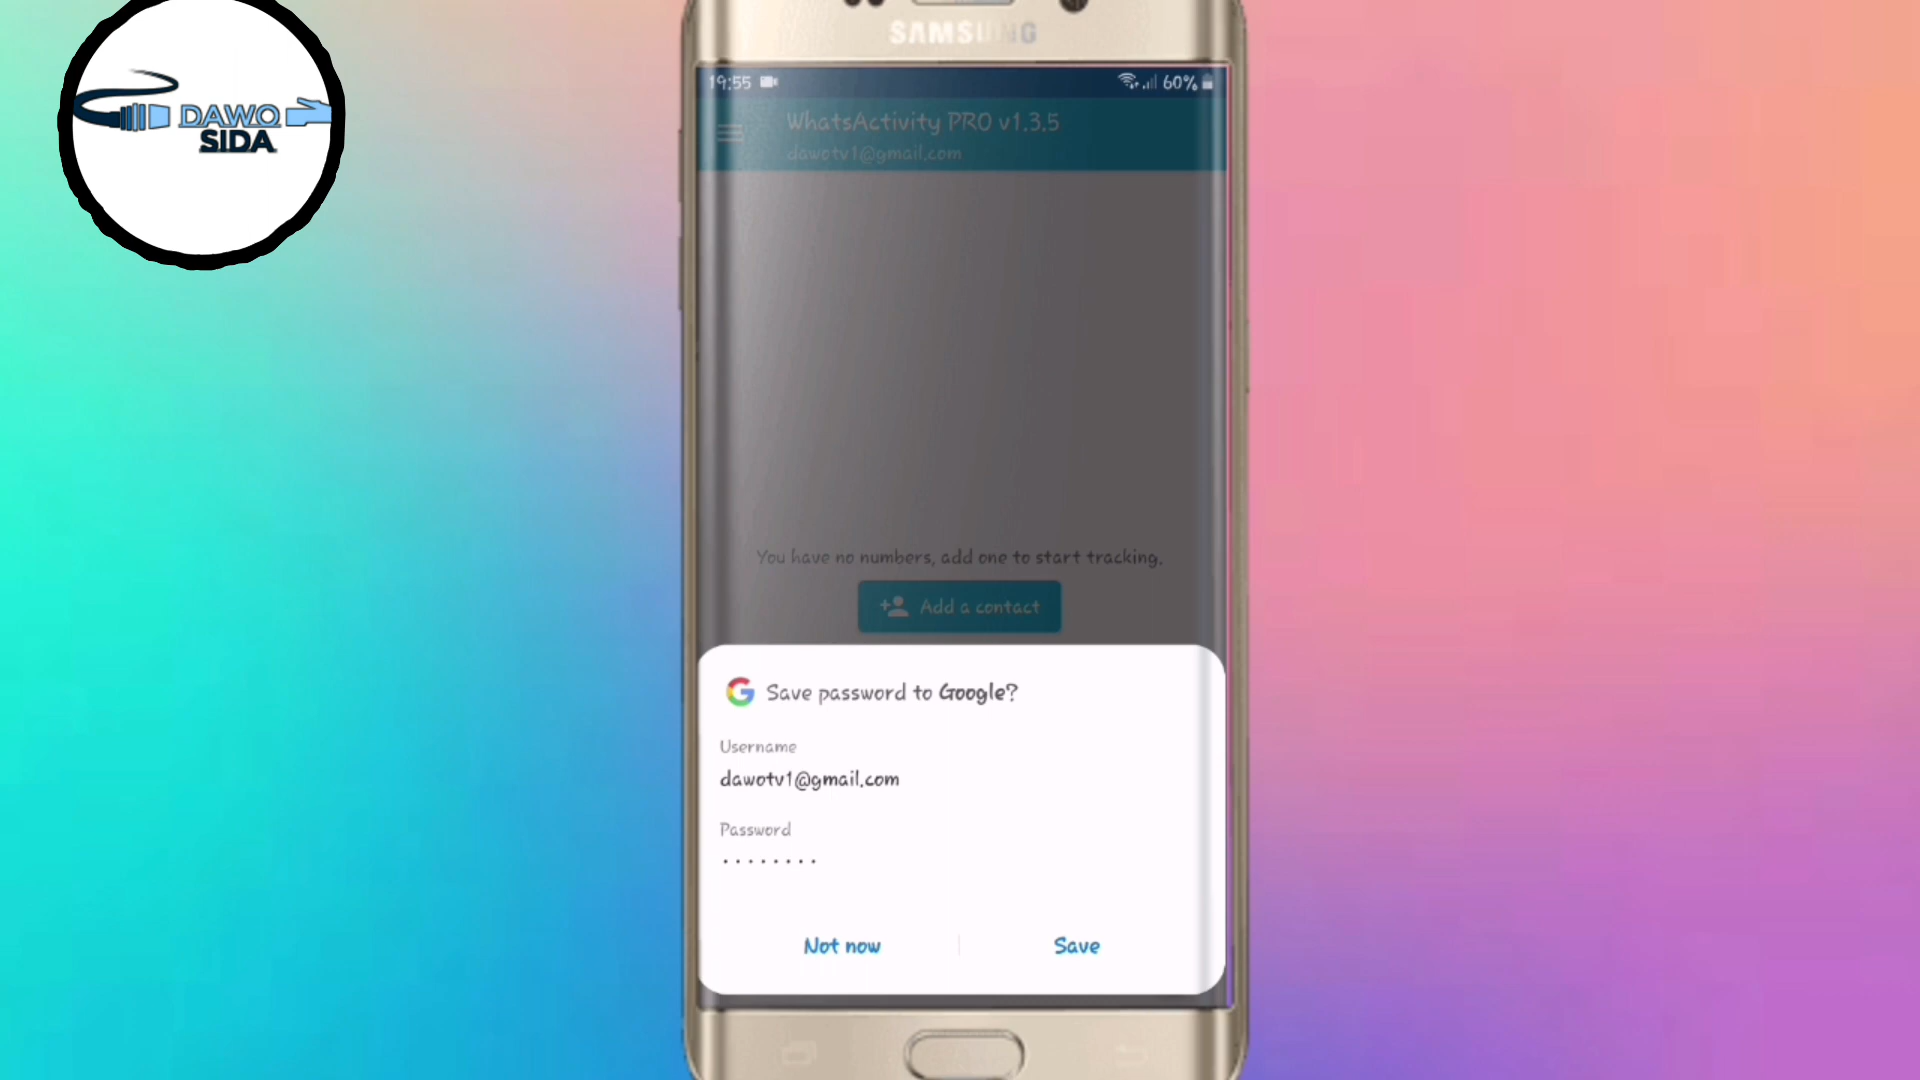 DAWO
SIDA
SAMSUNG
19:55
60%
WhatsActivity PRO v1.3.5
dawotv1@gmail.com
You have no numbers, add one to start tracking.
Add a contact
Save password to Google?
Username
dawotv1@gmail.com
Password
········
Not now
Save